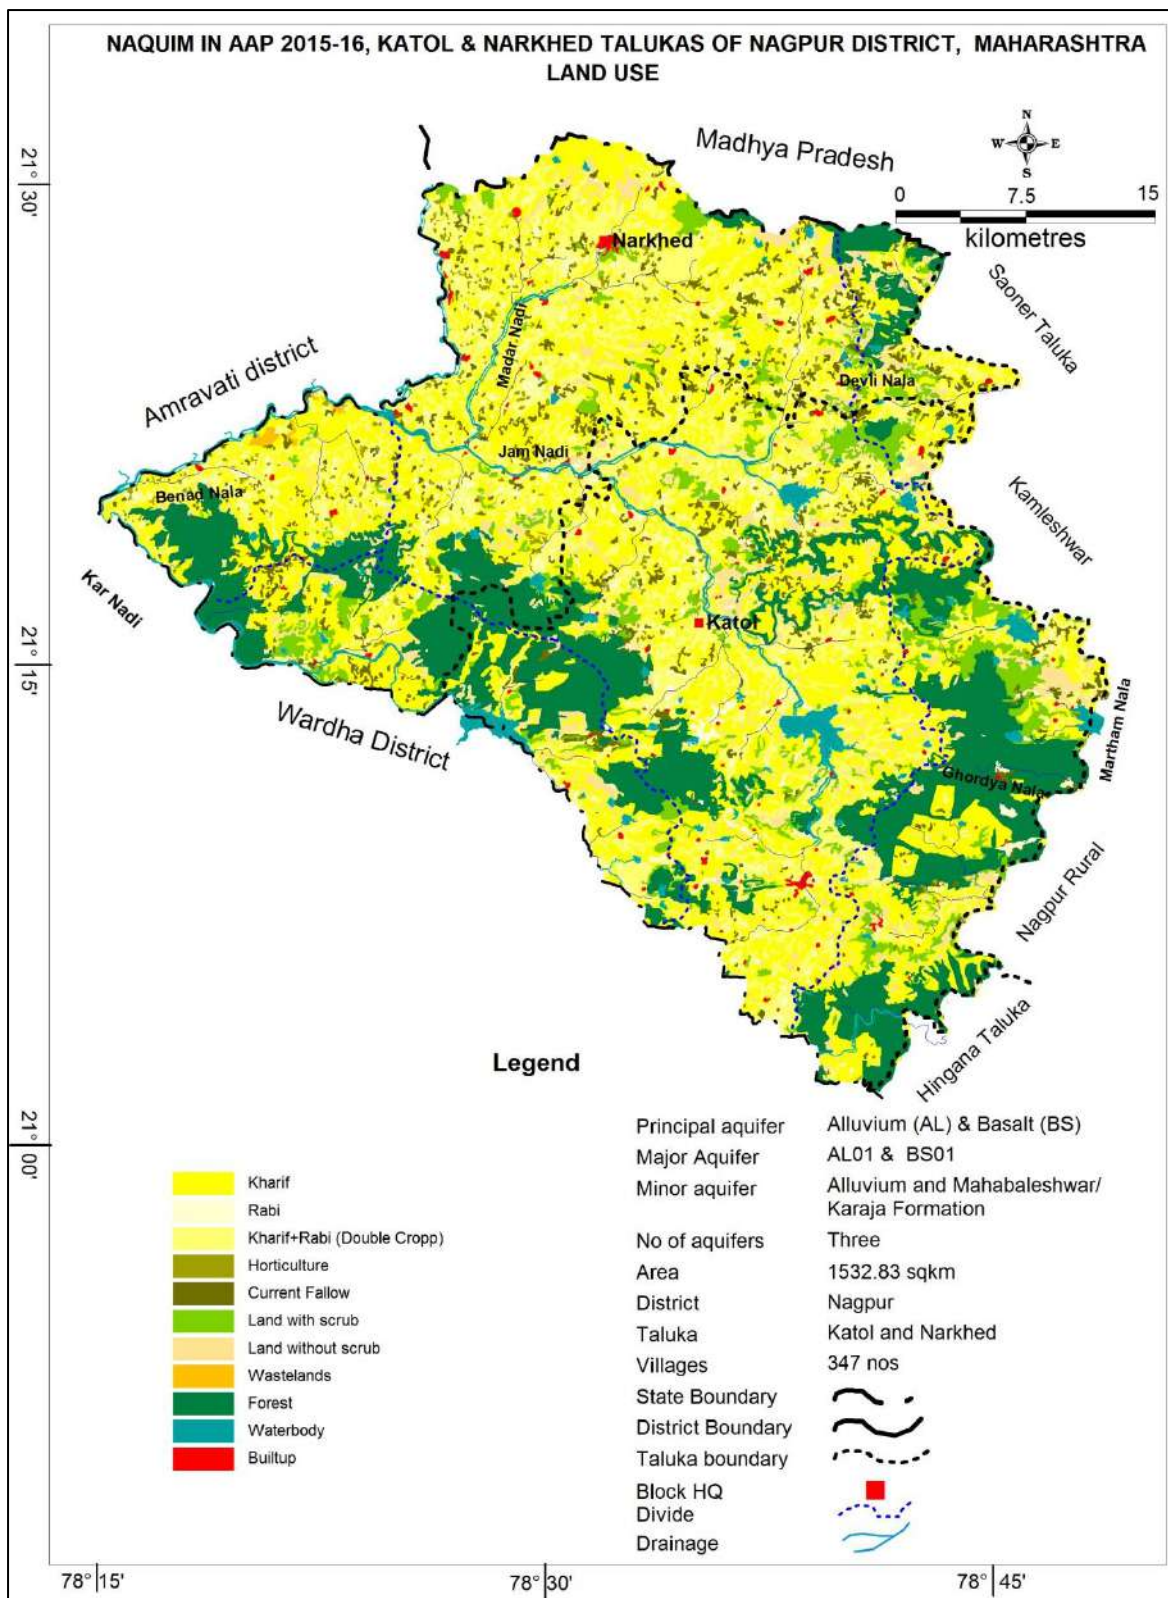 NAQUIM IN AAP 2015-16, KATOL & NARKHED TALUKAS OF NAGPUR DISTRICT, MAHARASHTRA
LAND USE
Madhya Pradesh
N
W E
S
0 7.5 15
kilometres
21° 30'
Narkhed
Saoner Taluka
Madar Nadi
Amravati district
Devli Nala
Jam Nadi
Benad Nala
Kamleshwar
Kar Nadi
Katol
21° 15'
Wardha District
Martham Nala
Ghordya Nala
Nagpur Rural
Hingana Taluka
21° 00'
Legend
Kharif
Rabi
Kharif+Rabi (Double Cropp)
Horticulture
Current Fallow
Land with scrub
Land without scrub
Wastelands
Forest
Waterbody
Builtup
Principal aquifer Alluvium (AL) & Basalt (BS)
Major Aquifer AL01 & BS01
Minor aquifer Alluvium and Mahabaleshwar/
Karaja Formation
No of aquifers Three
Area 1532.83 sqkm
District Nagpur
Taluka Katol and Narkhed
Villages 347 nos
State Boundary
District Boundary
Taluka boundary
Block HQ
Divide
Drainage
78° 15' 78° 30' 78° 45'